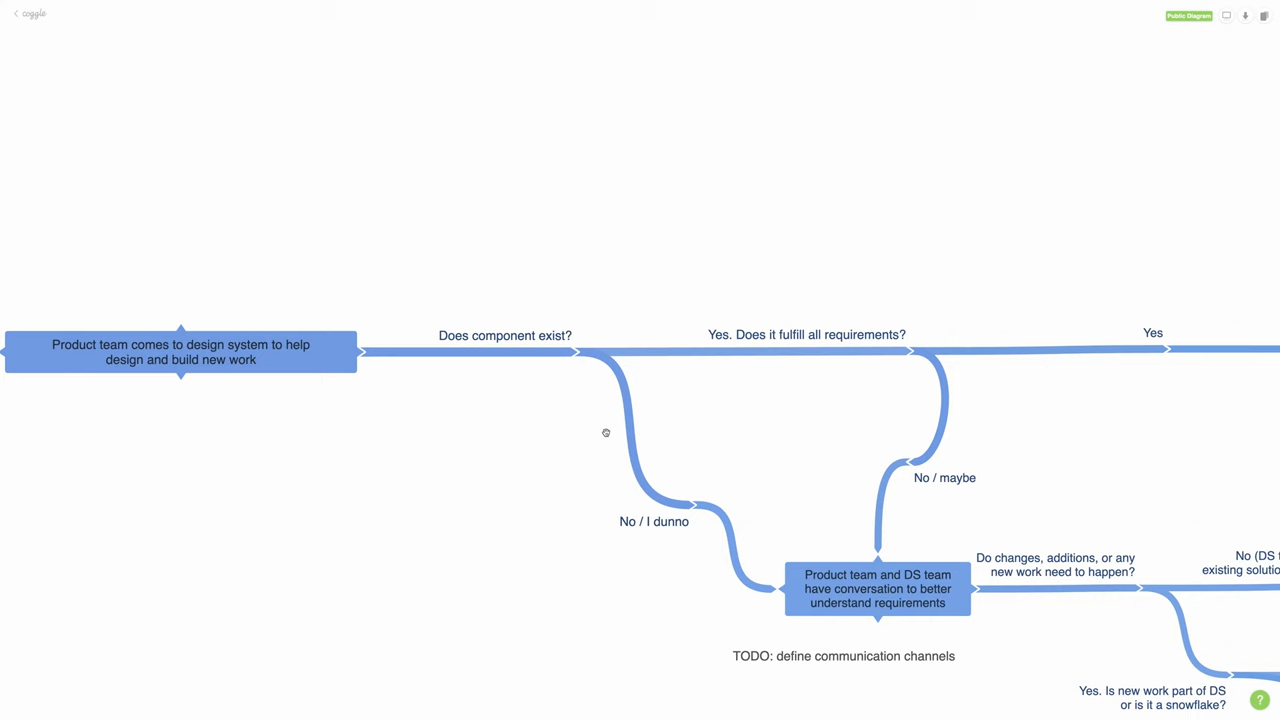 coggle
Public Diagram
Product team comes to design system to help
design and build new work
Does component exist?
Yes. Does it fulfill all requirements?
Yes
No / maybe
No / I dunno
Product team and DS team
have conversation to better
understand requirements
Do changes, additions, or any
new work need to happen?
No (DS
existing
TODO: define communication channels
Yes. Is new work part of DS
or is it a snowflake?
?